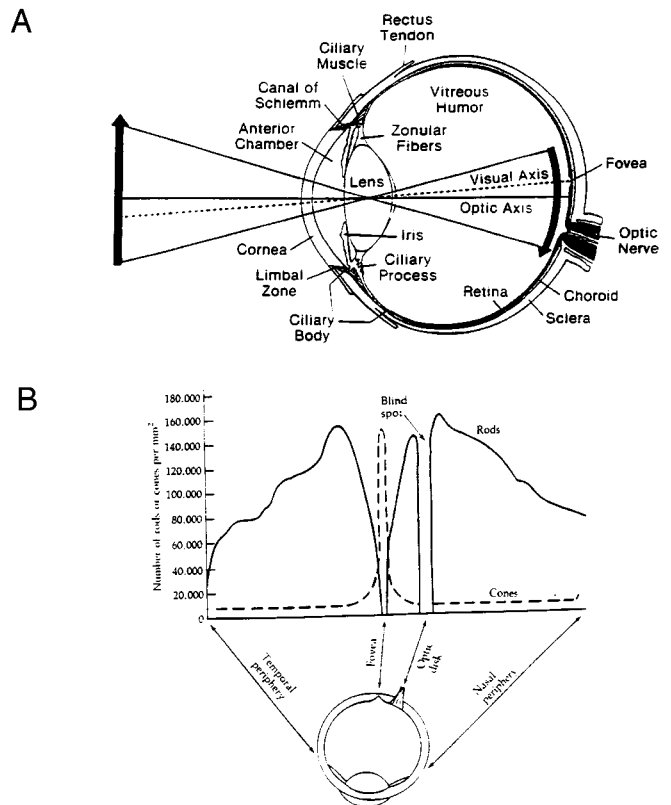 A
Rectus
Tendon
Ciliary
Muscle
Canal of
Schlemm
Vitreous
Humor
Anterior
Chamber
Zonular
Fibers
Fovea
Lens
Visual Axis
Optic Axis
Optic
Nerve
Cornea
Iris
Limbal
Zone
Ciliary
Process
Retina
Choroid
Sclera
Ciliary
Body
B
Number of rods or cones per mm²
180.000
160.000
140.000
120.000
100.000
80.000
60.000
40.000
20.000
0
Blind
spot
Rods
Cones
Temporal
periphery
Fovea
Optic
disk
Nasal
periphery